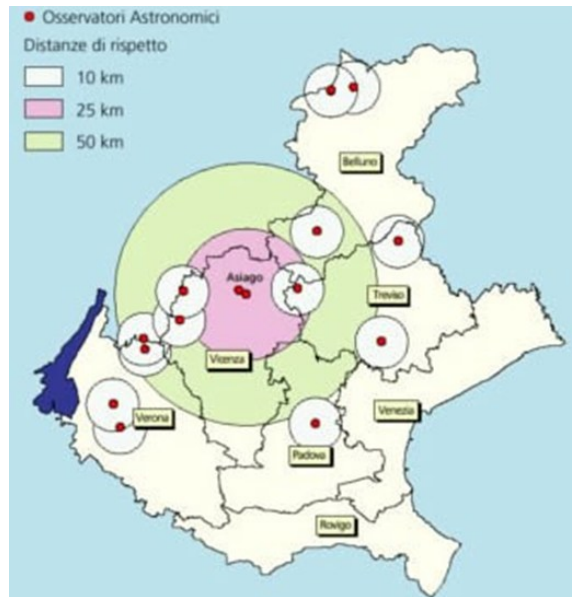 Osservatori Astronomici
Distanze di rispetto
10 km
25 km
50 km
Belluno
Asiago
Treviso
Vicenza
Venezia
Verona
Padova
Rovigo